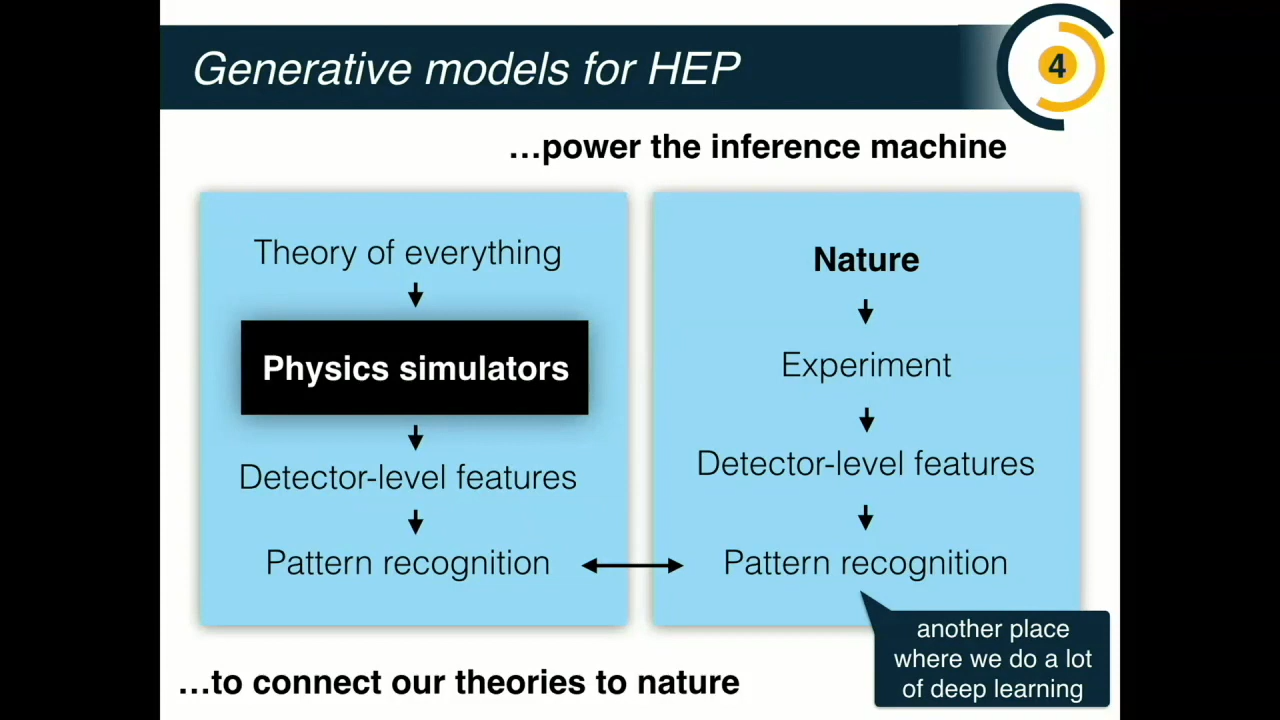 Generative models for HEP
4
…power the inference machine
Theory of everything
Physics simulators
Detector-level features
Pattern recognition
Nature
Experiment
Detector-level features
Pattern recognition
another place
where we do a lot
of deep learning
…to connect our theories to nature